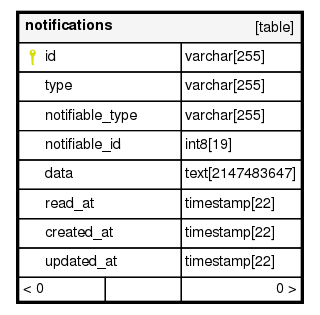 notifications [table]
id varchar[255]
type varchar[255]
notifiable_type varchar[255]
notifiable_id int8[19]
data text[2147483647]
read_at timestamp[22]
created_at timestamp[22]
updated_at timestamp[22]
< 0 0 >